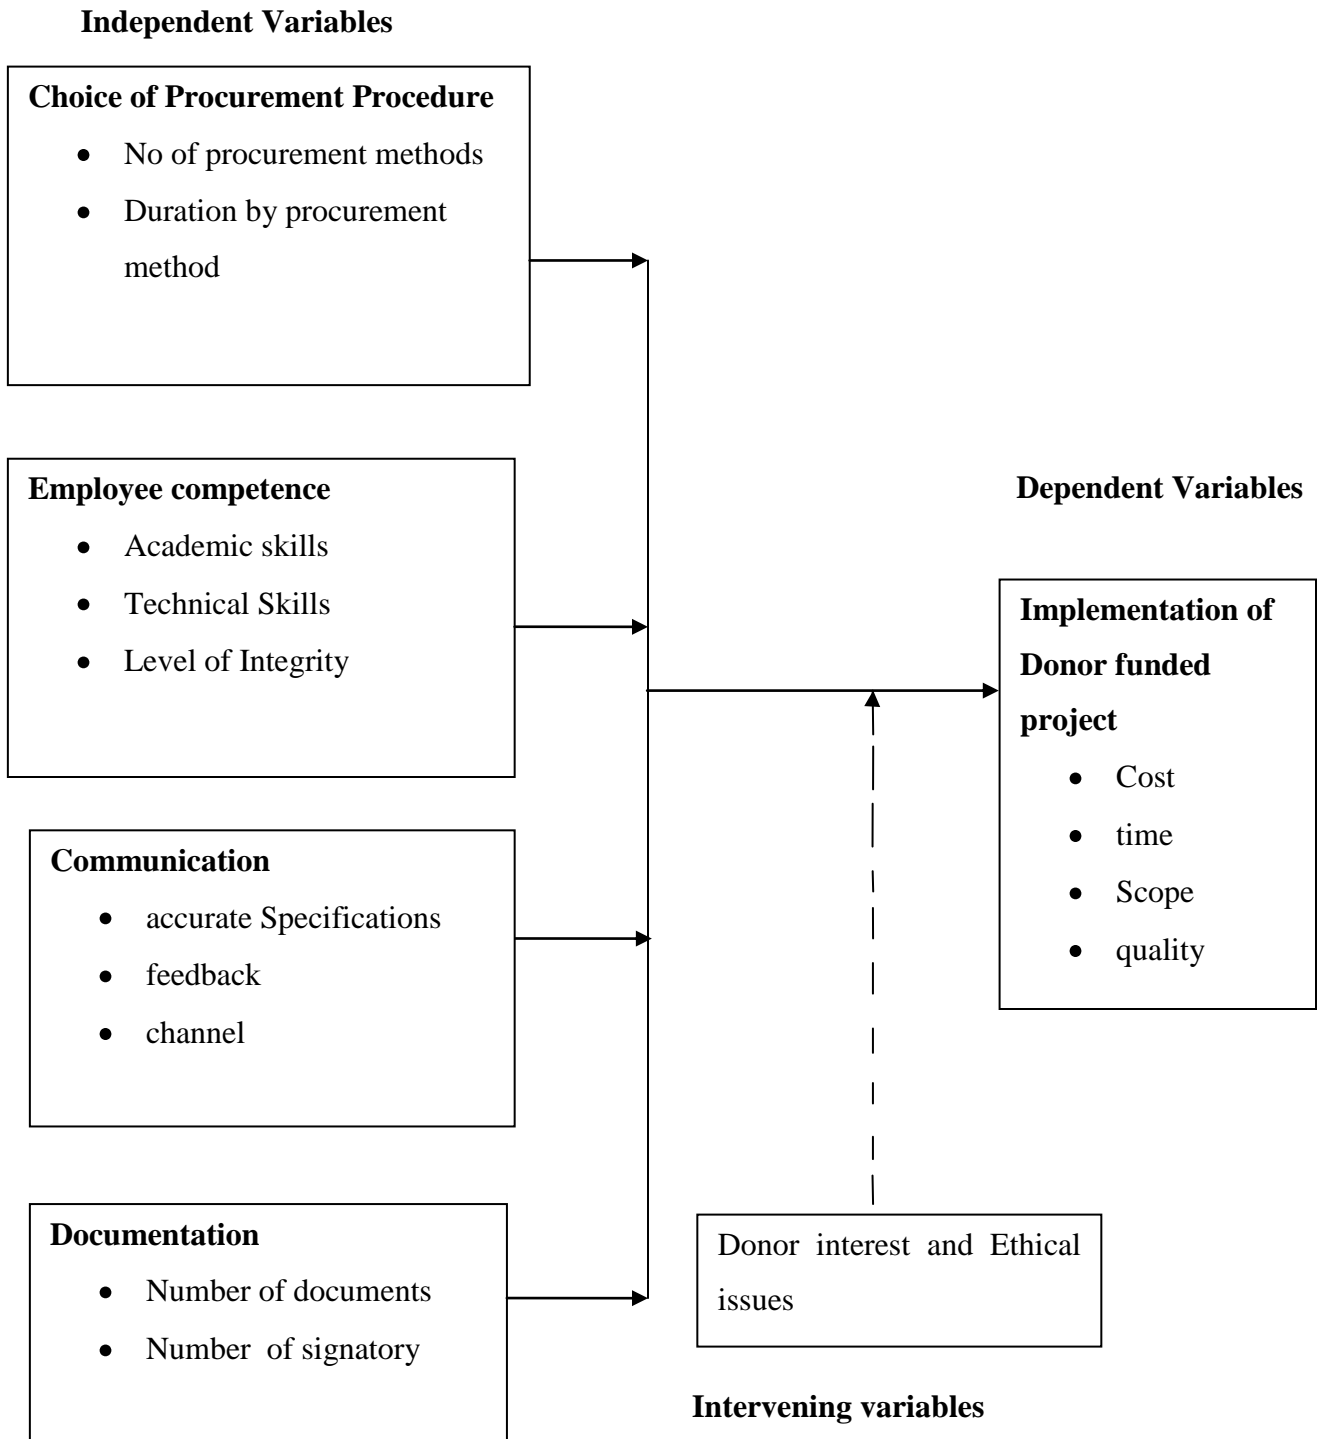 Independent Variables
Choice of Procurement Procedure
• No of procurement methods
• Duration by procurement
method
Employee competence
• Academic skills
• Technical Skills
• Level of Integrity
Communication
• accurate Specifications
• feedback
• channel
Documentation
• Number of documents
• Number of signatory
Dependent Variables
Implementation of
Donor funded
project
• Cost
• time
• Scope
• quality
Donor interest and Ethical
issues
Intervening variables